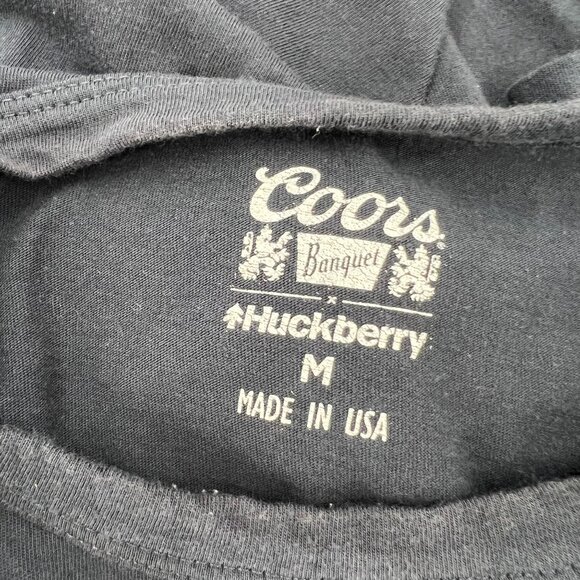 Coors
Banquet
x
Huckberry
M
MADE IN USA